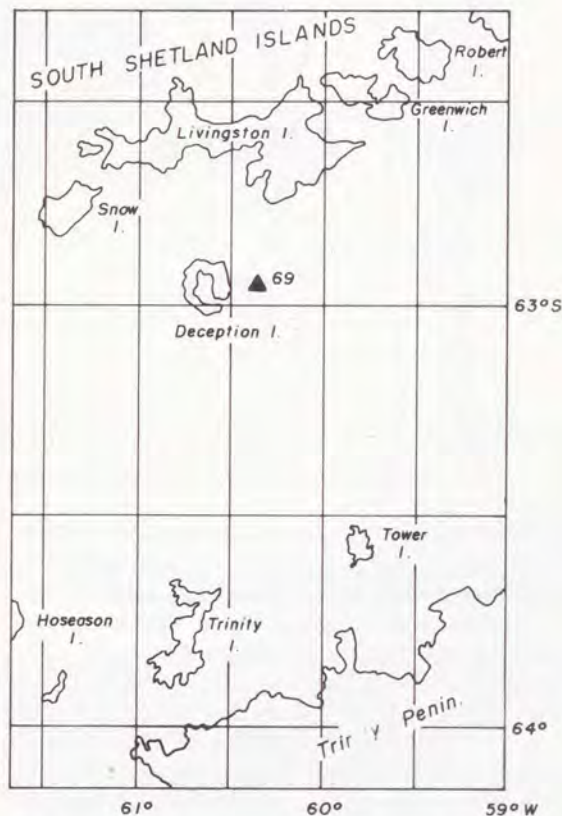 SOUTH SHETLAND ISLANDS
Robert
I.
Greenwich
I.
Livingston I.
Snow
I.
69
63°S
Deception I.
Tower
I.
Hoseason
I.
Trinity
I.
Penin.
64°
61°
60°
59°W